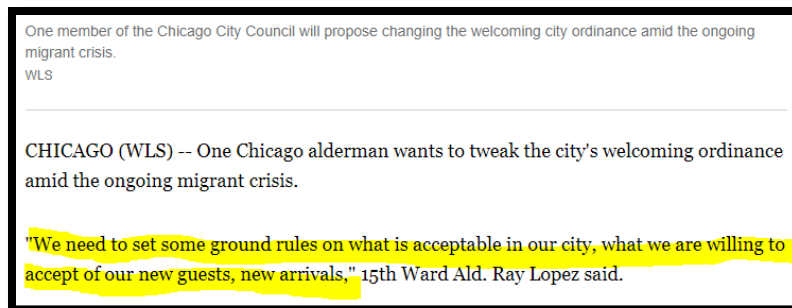 One member of the Chicago City Council will propose changing the welcoming city ordinance amid the ongoing
migrant crisis.
WLS
CHICAGO (WLS) -- One Chicago alderman wants to tweak the city's welcoming ordinance
amid the ongoing migrant crisis.
"We need to set some ground rules on what is acceptable in our city, what we are willing to
accept of our new guests, new arrivals," 15th Ward Ald. Ray Lopez said.